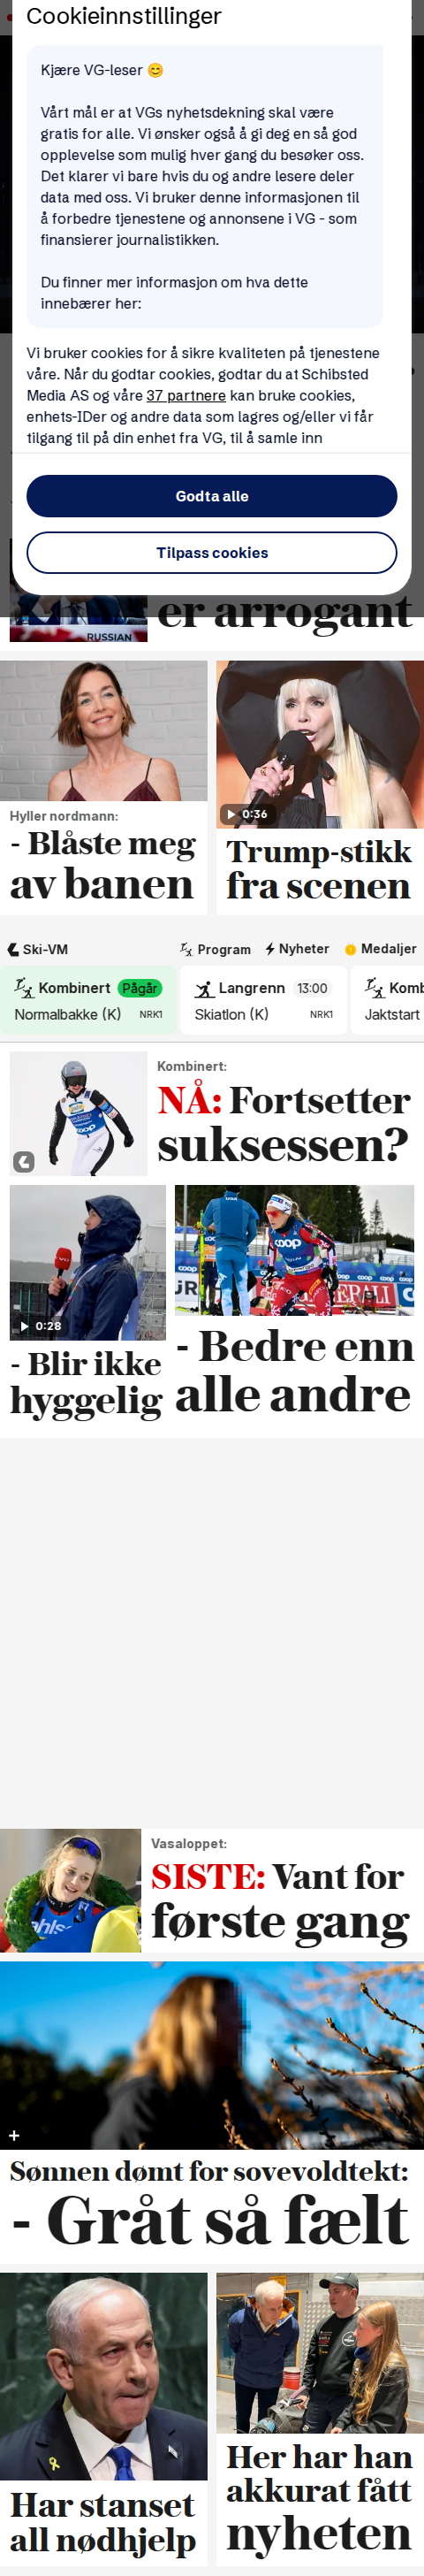 Cookieinnstillinger
Kjære VG-leser 😊
Vårt mål er at VGs nyhetsdekning skal være
gratis for alle. Vi ønsker også å gi deg en så god
opplevelse som mulig hver gang du besøker oss.
Det klarer vi bare hvis du og andre lesere deler
data med oss. Vi bruker denne informasjonen til
å forbedre tjenestene og annonsene i VG - som
finansierer journalistikken.
Du finner mer informasjon om hva dette
innebærer her:
Vi bruker cookies for å sikre kvaliteten på tjenestene
våre. Når du godtar cookies, godtar du at Schibsted
Media AS og våre 37 partnere kan bruke cookies,
enhets-IDer og andre data som lagres og/eller vi får
tilgang til på din enhet fra VG, til å samle inn
Godta alle
Tilpass cookies
er arrogant
RUSSIAN
0:36
Hyller nordmann:
- Blåste meg
av banen
Trump-stikk
fra scenen
Ski-VM
Program
Nyheter
Medaljer
Kombinert Pågår
Normalbakke (K) NRK1
Langrenn 13:00
Skiatlon (K) NRK1
Komb
Jaktstart
Kombinert:
NÅ: Fortsetter
suksessen?
coop
USA
coop
ERALI
0:28
- Blir ikke
hyggelig
- Bedre enn
alle andre
Vasaloppet:
SISTE: Vant for
første gang
Sønnen dømt for sovevoldtekt:
- Gråt så fælt
Har stanset
all nødhjelp
Her har han
akkurat fått
nyheten